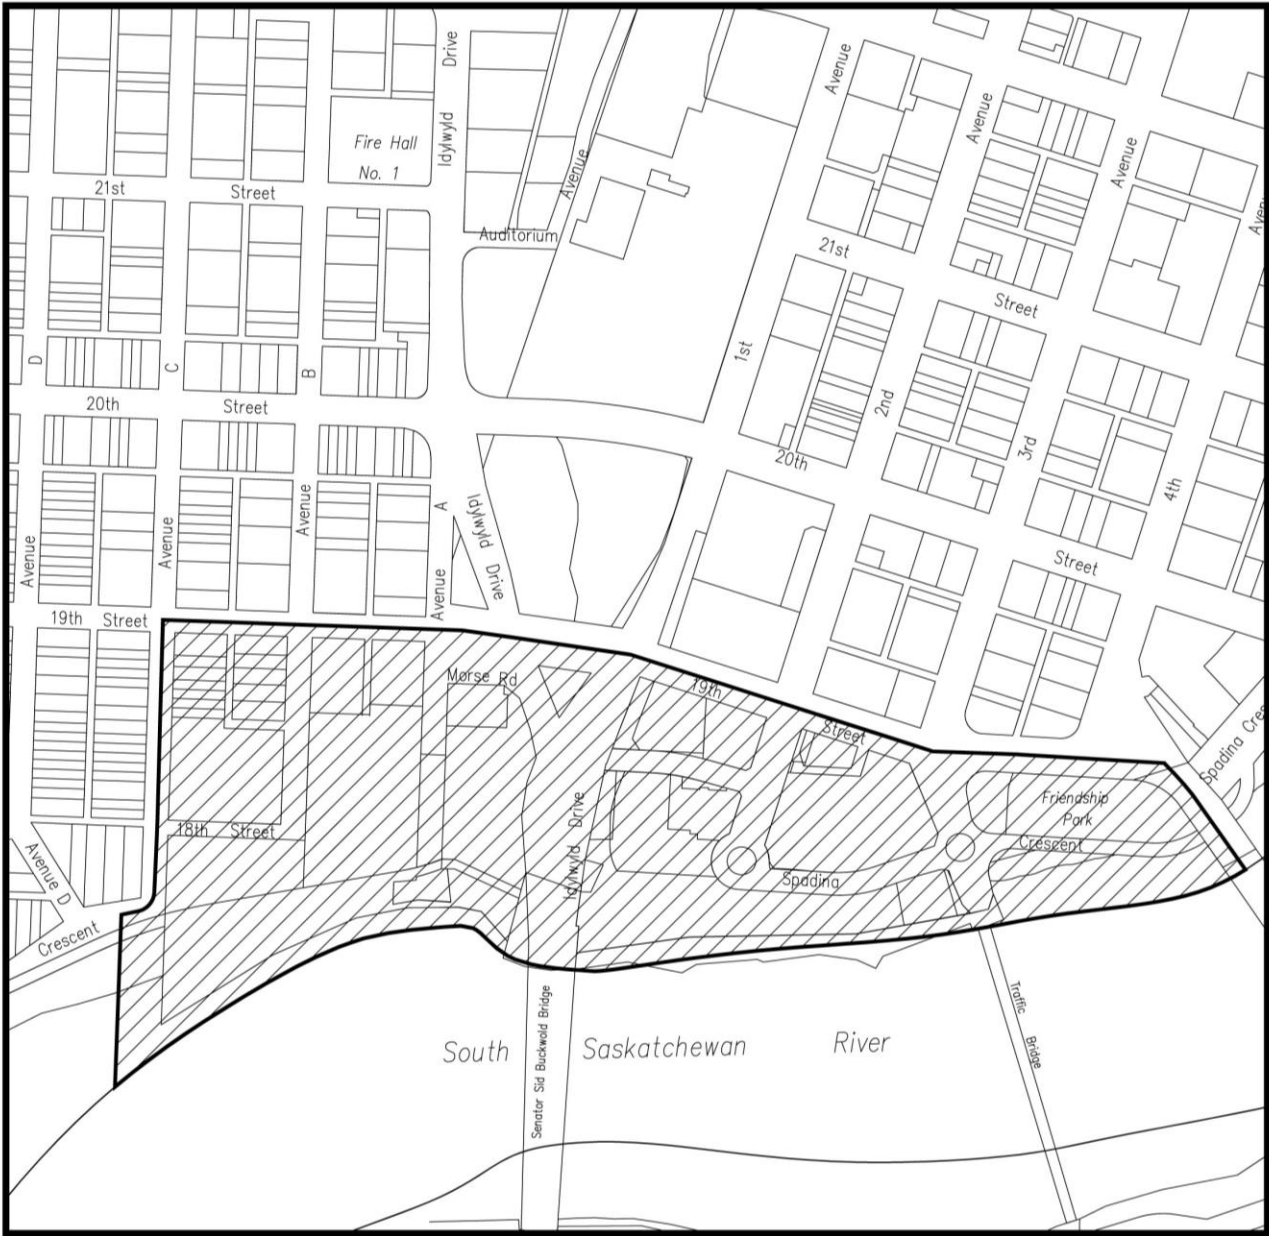 Drive
Idylwyld
Avenue
Avenue
Avenue
Aven
Fire Hall
No. 1
Avenue
21st
Street
Auditorium
21st
Street
D
C
B
1st
2nd
3rd
4th
20th
Street
20th
Street
Avenue
Avenue
Avenue
Avenue
A
Idylwyld Drive
19th
Street
Morse Rd
19th
Street
Spadina Cres
Friendship
Park
Crescent
Idylwyld Drive
18th Street
Spadina
Avenue D
Crescent
South Saskatchewan River
Senator Sid Buckwold Bridge
Traffic Bridge